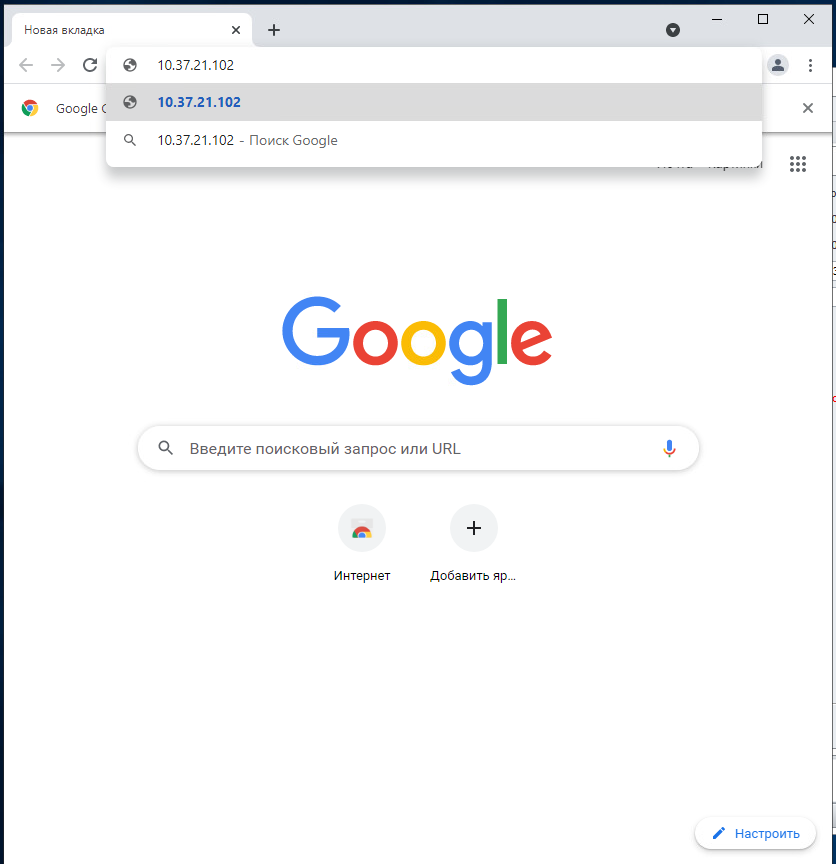 Новая вкладка
10.37.21.102
10.37.21.102
Google
10.37.21.102 - Поиск Google
Google
Введите поисковый запрос или URL
Интернет
Добавить яр...
Настроить